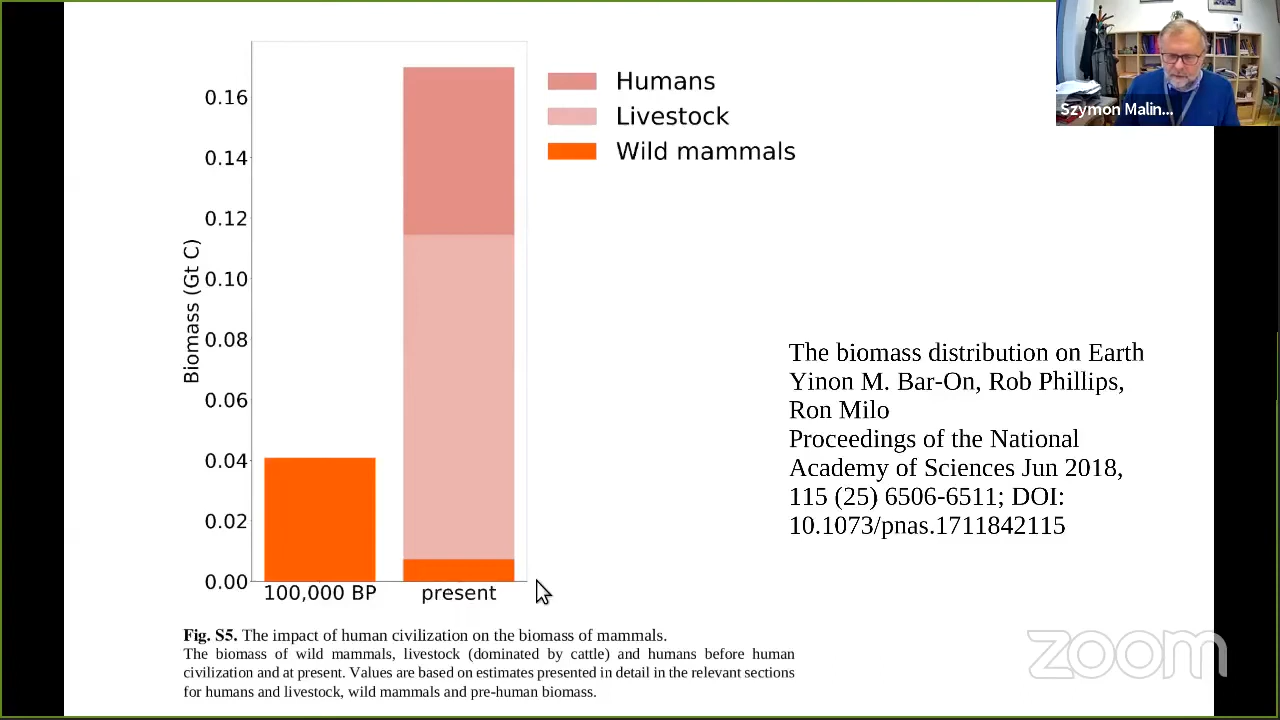 Humans
Livestock
Wild mammals
Biomass (Gt C)
0.16
0.14
0.12
0.10
0.08
0.06
0.04
0.02
0.00
100,000 BP
present
The biomass distribution on Earth
Yinon M. Bar-On, Rob Phillips,
Ron Milo
Proceedings of the National
Academy of Sciences Jun 2018,
115 (25) 6506-6511; DOI:
10.1073/pnas.1711842115
Fig. S5. The impact of human civilization on the biomass of mammals.
The biomass of wild mammals, livestock (dominated by cattle) and humans before human
civilization and at present. Values are based on estimates presented in detail in the relevant sections
for humans and livestock, wild mammals and pre-human biomass.
Szymon Malin...
zoom